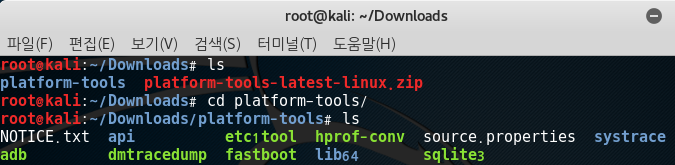 root@kali: ~/Downloads
파일(F) 편집(E) 보기(V) 검색(S) 터미널(T) 도움말(H)
root@kali:~/Downloads# ls
platform-tools platform-tools-latest-linux.zip
root@kali:~/Downloads# cd platform-tools/
root@kali:~/Downloads/platform-tools# ls
NOTICE.txt api etc1tool hprof-conv source.properties systrace
adb dmtracedump fastboot lib64 sqlite3